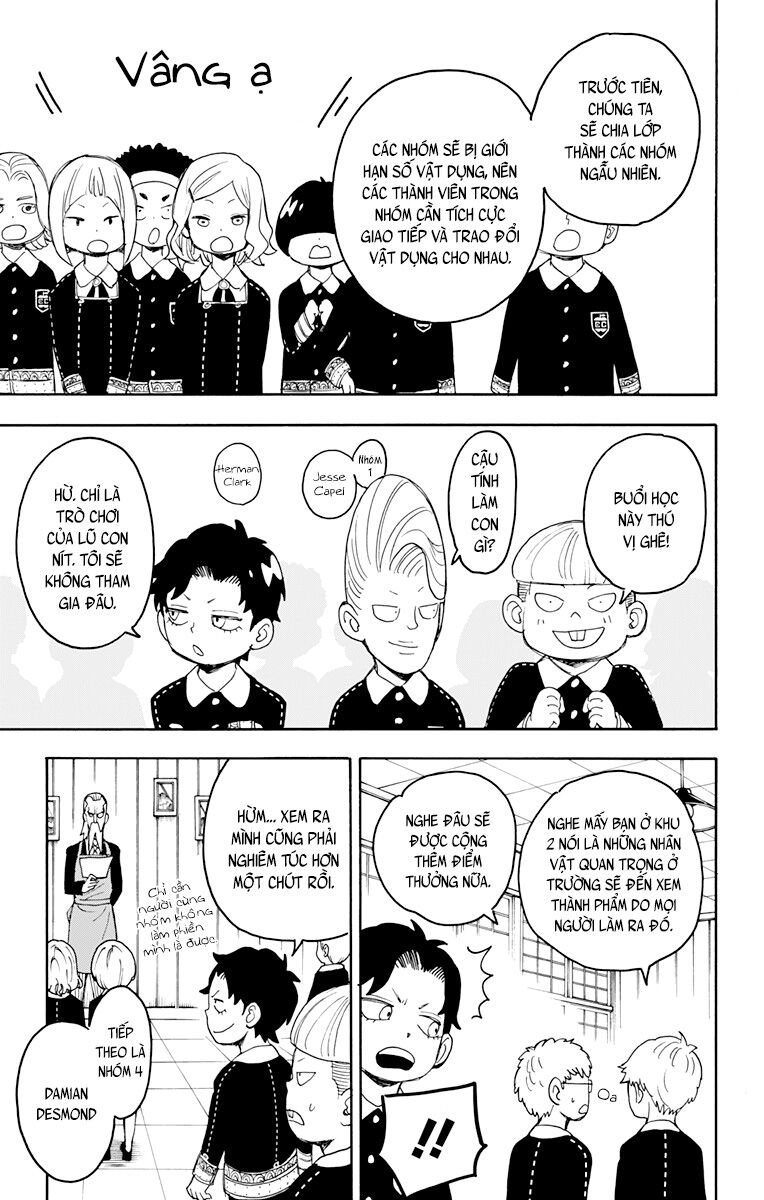 TRƯỚC TIÊN,
CHÚNG TA
SẼ CHIA LỚP
THÀNH CÁC NHÓM
NGẪU NHIÊN.
CÁC NHÓM SẼ BỊ GIỚI
HẠN SỐ VẬT DỤNG, NÊN
CÁC THÀNH VIÊN TRONG
NHÓM CẦN TÍCH CỰC
GIAO TIẾP VÀ TRAO ĐỔI
VẬT DỤNG CHO NHAU.
Vâng ạ
EC
EC
BUỔI HỌC
NÀY THÚ
VỊ GHÊ!
CẬU
TÍNH
LÀM
CON
GÌ?
Nhóm
1
Jesse
Capel
Herman
Clark
HỪ. CHỈ LÀ
TRÒ CHƠI
CỦA LŨ CON
NÍT. TÔI SẼ
KHÔNG THAM
GIA ĐÂU.
NGHE MẤY BẠN Ở KHU
2 NÓI LÀ NHỮNG NHÂN
VẬT QUAN TRỌNG Ở
TRƯỜNG SẼ ĐẾN XEM
THÀNH PHẨM DO MỌI
NGƯỜI LÀM RA ĐÓ.
NGHE ĐÂU SẼ
ĐƯỢC CỘNG
THÊM ĐIỂM
THƯỞNG NỮA.
Oa
!!
HỪM... XEM RA
MÌNH CŨNG PHẢI
NGHIÊM TÚC HƠN
MỘT CHÚT RỒI.
Chỉ cần
người cùng
nhóm không
làm phiền
mình là được.
TIẾP
THEO LÀ
NHÓM 4
DAMIAN
DESMOND